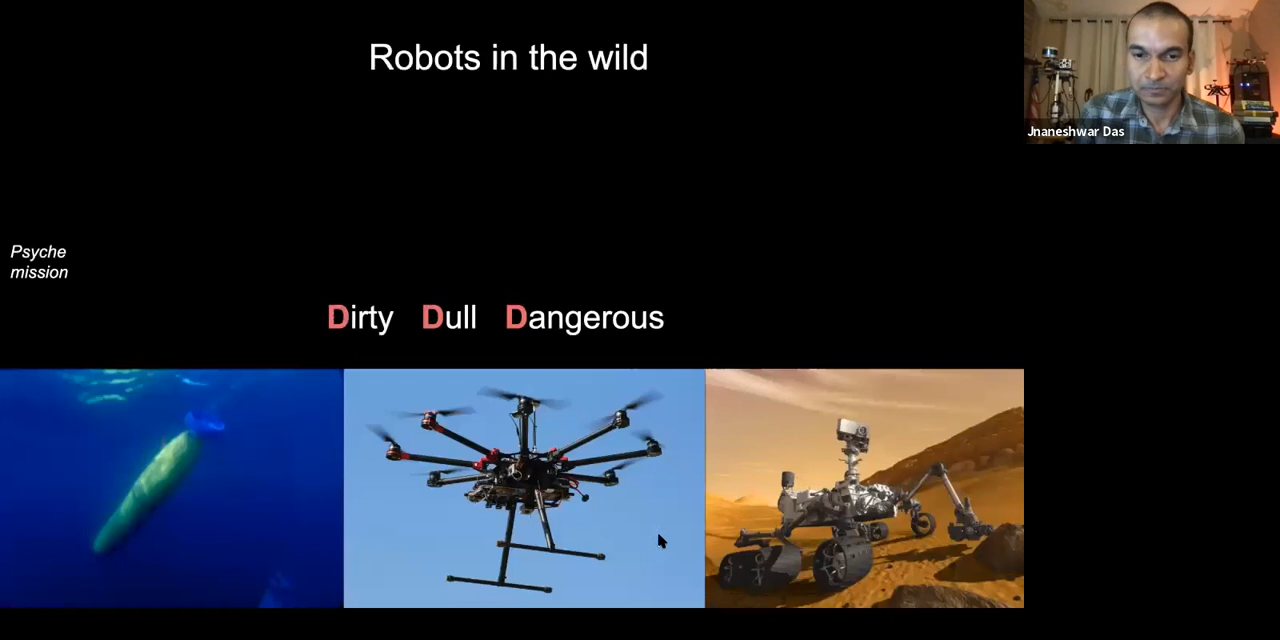 Robots in the wild
Jnaneshwar Das
Psyche
mission
Dirty Dull Dangerous